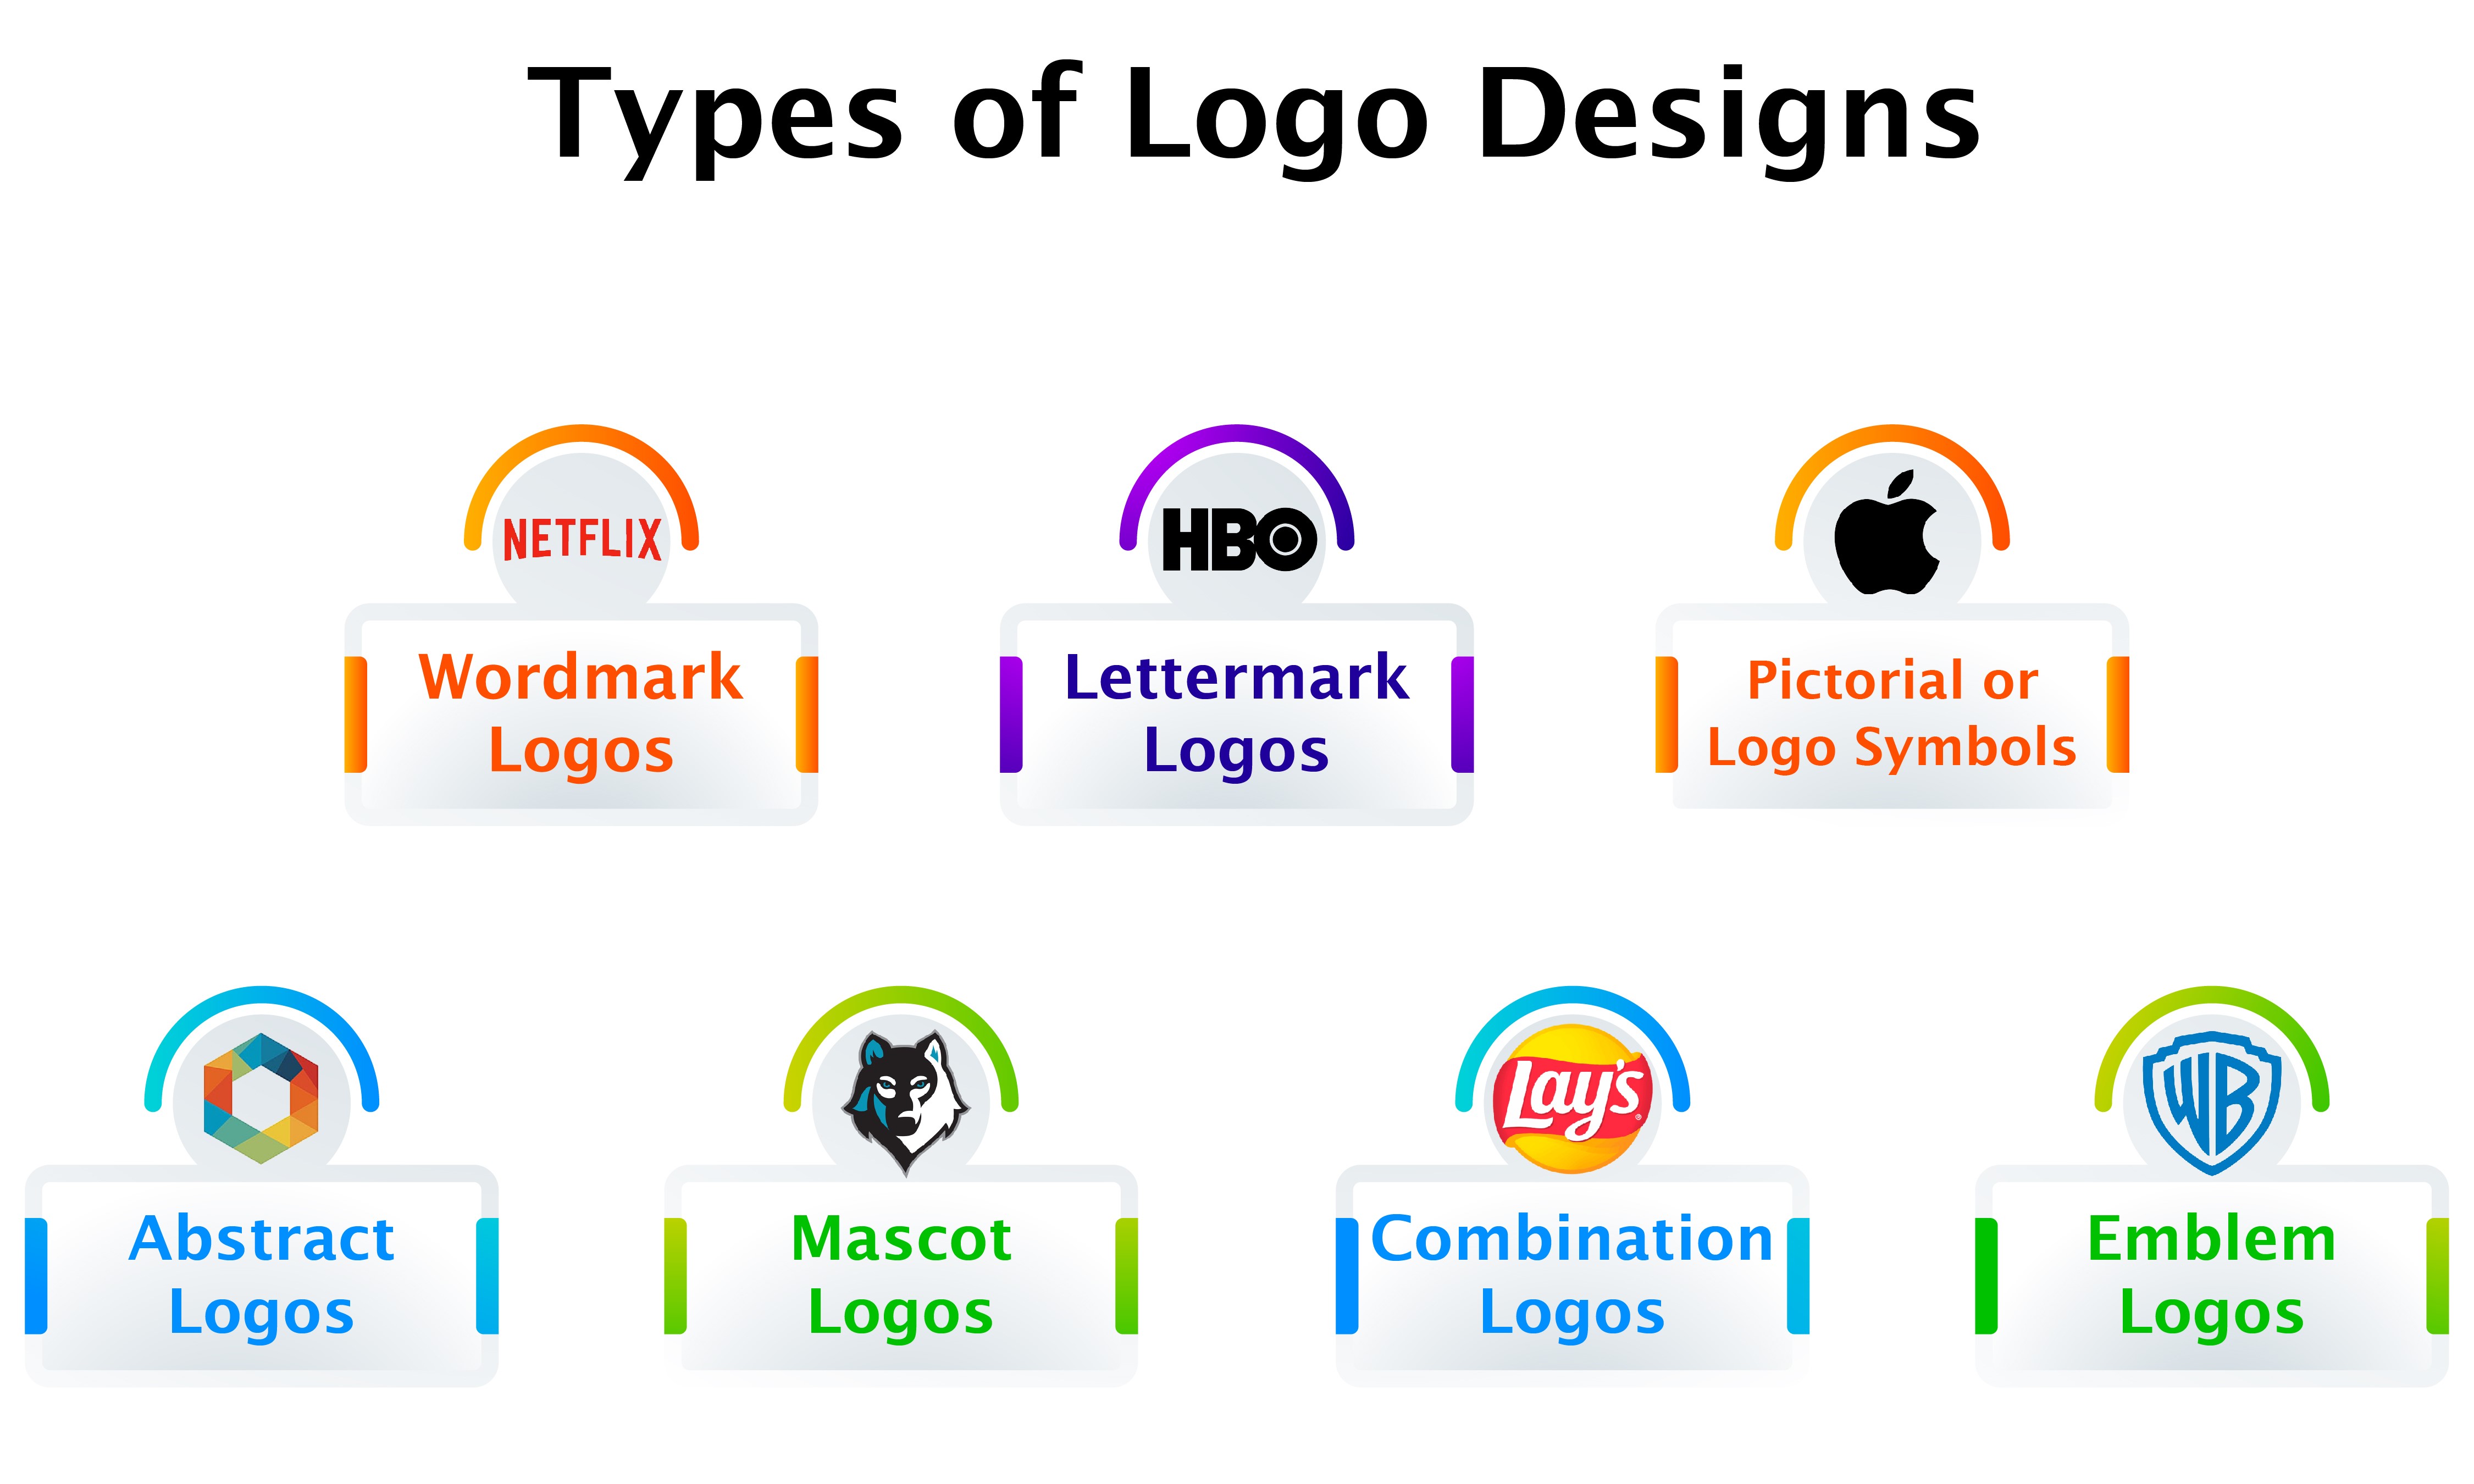 Types of Logo Designs
NETFLIX
HBO
Wordmark
Logos
Lettermark
Logos
Pictorial or
Logo Symbols
Lay's
®
WB
Abstract
Logos
Mascot
Logos
Combination
Logos
Emblem
Logos